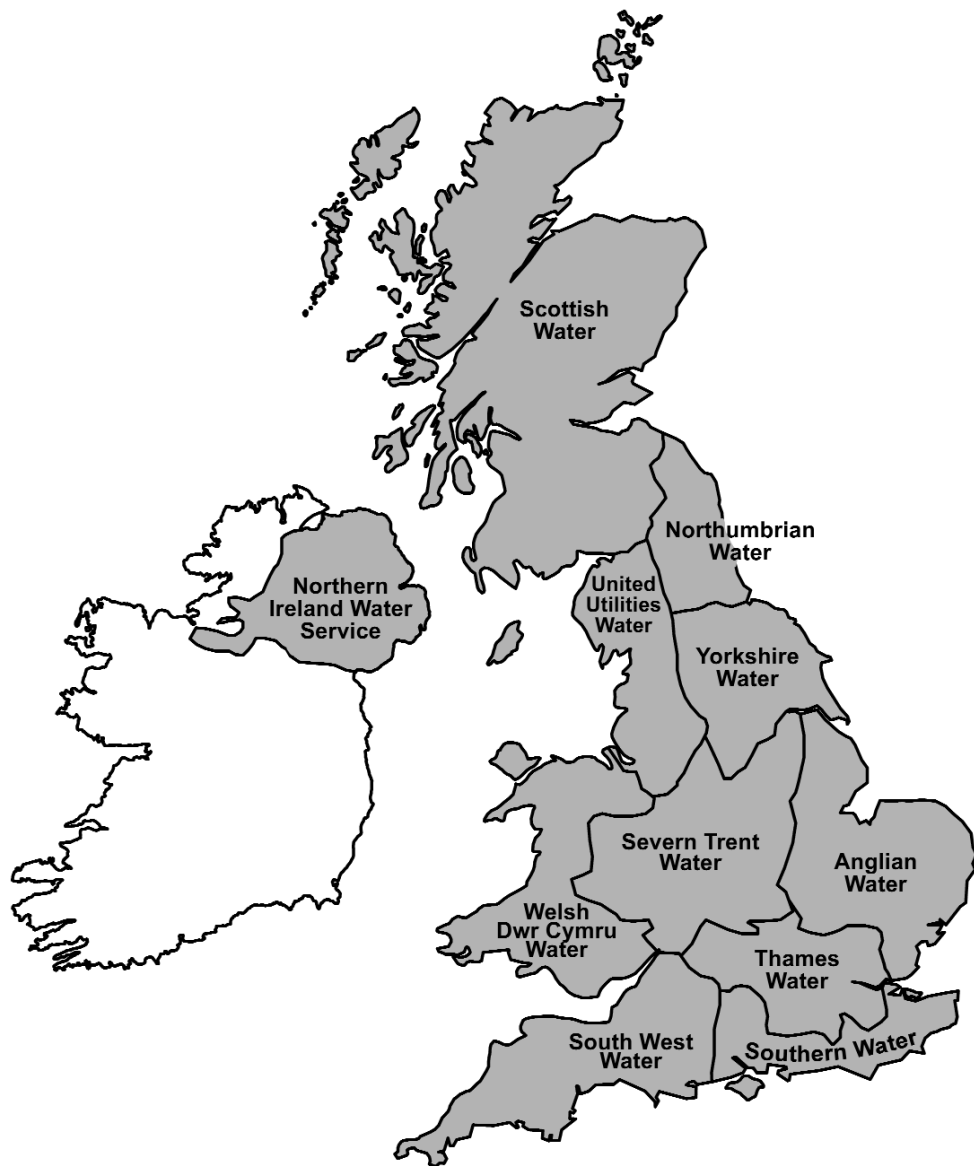 Scottish
Water
Northumbrian
Water
Northern
Ireland Water
Service
United
Utilities
Water
Yorkshire
Water
Severn Trent
Water
Anglian
Water
Welsh
Dwr Cymru
Water
Thames
Water
South West
Water
Southern Water